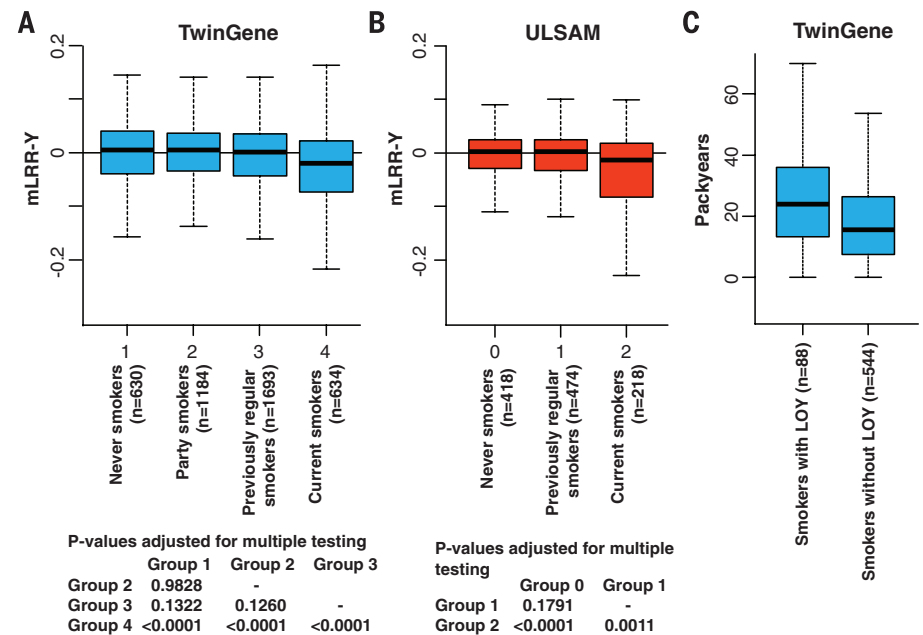 A
TwinGene
mLRR-Y
0.2
0
-0.2
1
2
3
4
Never smokers
(n=630)
Party smokers
(n=1184)
Previously regular
smokers (n=1693)
Current smokers
(n=634)
P-values adjusted for multiple testing
Group 1 Group 2 Group 3
Group 2 0.9828 -
Group 3 0.1322 0.1260 -
Group 4 <0.0001 <0.0001 <0.0001
B
ULSAM
mLRR-Y
0.2
0
-0.2
0
1
2
Never smokers
(n=418)
Previously regular
smokers (n=474)
Current smokers
(n=218)
P-values adjusted for multiple
testing
Group 0 Group 1
Group 1 0.1791 -
Group 2 <0.0001 0.0011
C
TwinGene
Packyears
60
40
20
0
Smokers with LOY (n=88)
Smokers without LOY (n=544)